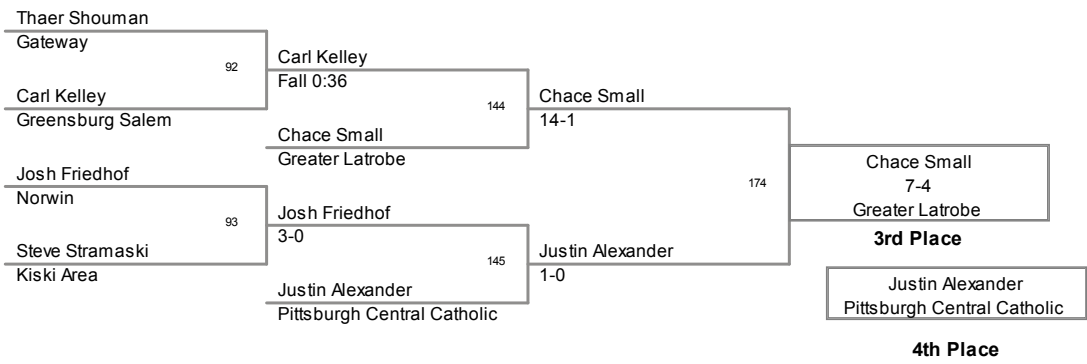 Thaer Shouman
Gateway
92
Carl Kelley
Greensburg Salem
Josh Friedhof
Norwin
93
Steve Stramaski
Kiski Area
Carl Kelley
Fall 0:36
144
Chace Small
Greater Latrobe
Josh Friedhof
3-0
145
Justin Alexander
Pittsburgh Central Catholic
Chace Small
14-1
174
Justin Alexander
1-0
Chace Small
7-4
Greater Latrobe
3rd Place
Justin Alexander
Pittsburgh Central Catholic
4th Place